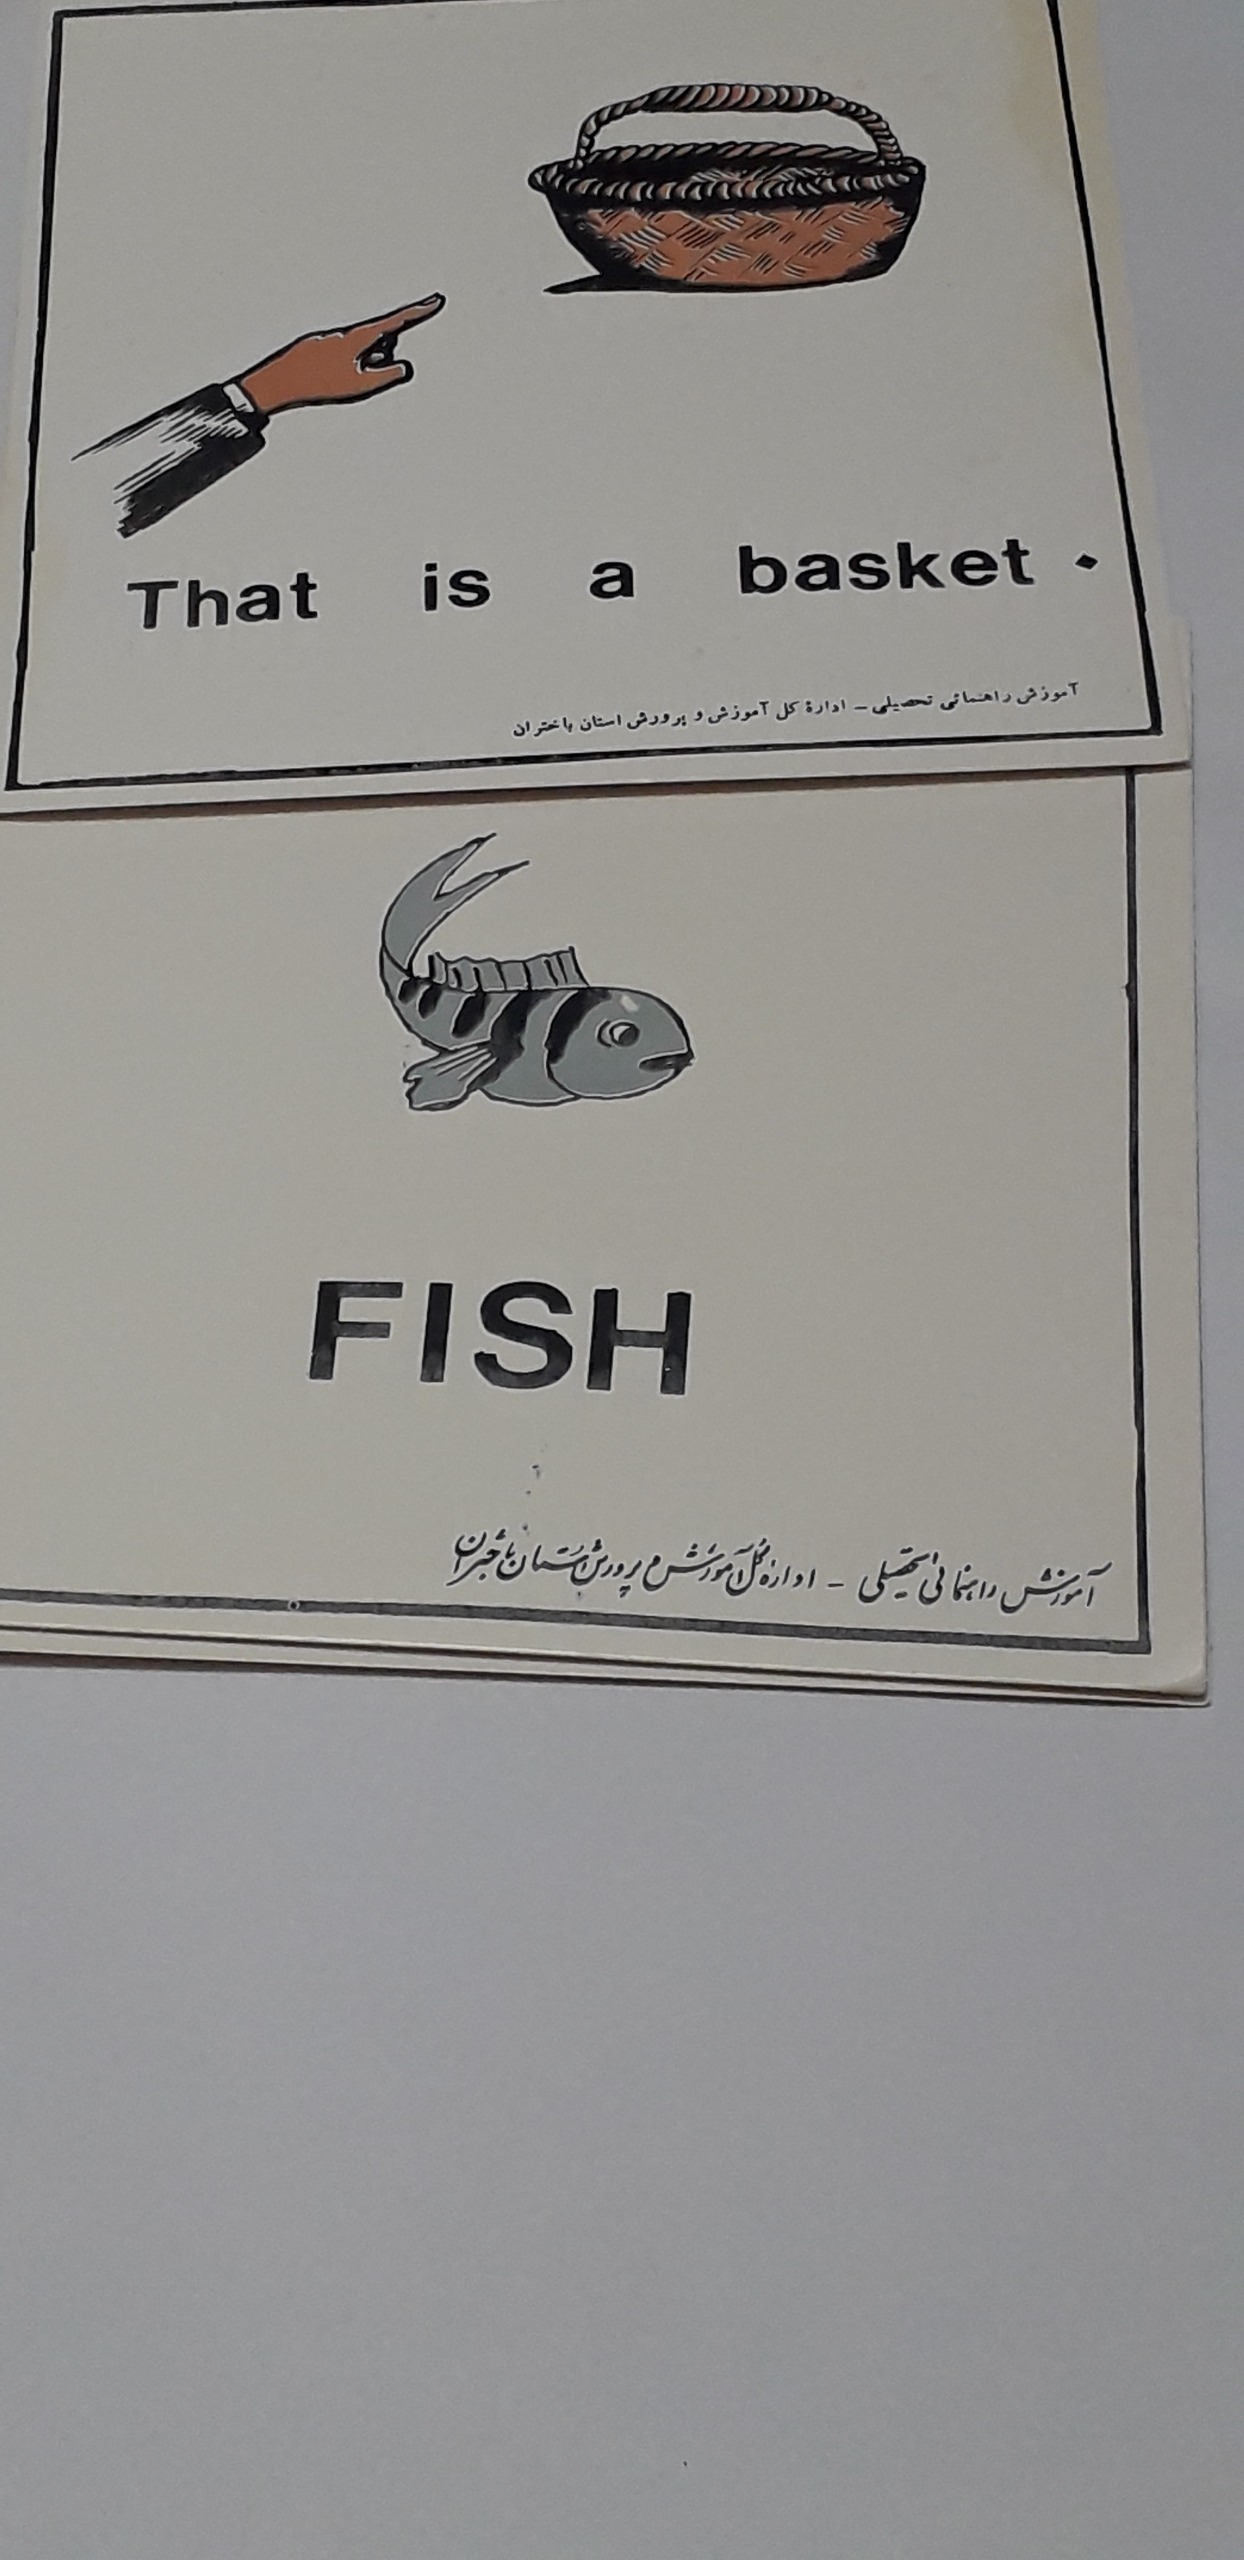 That is a basket.
آموزش راهنمائی تحصیلی - ادارهٔ کل آموزش و پرورش استان باختران
FISH
آموزش راهنمائی تحصیلی - اداره کل آموزش و پرورش استان باختران